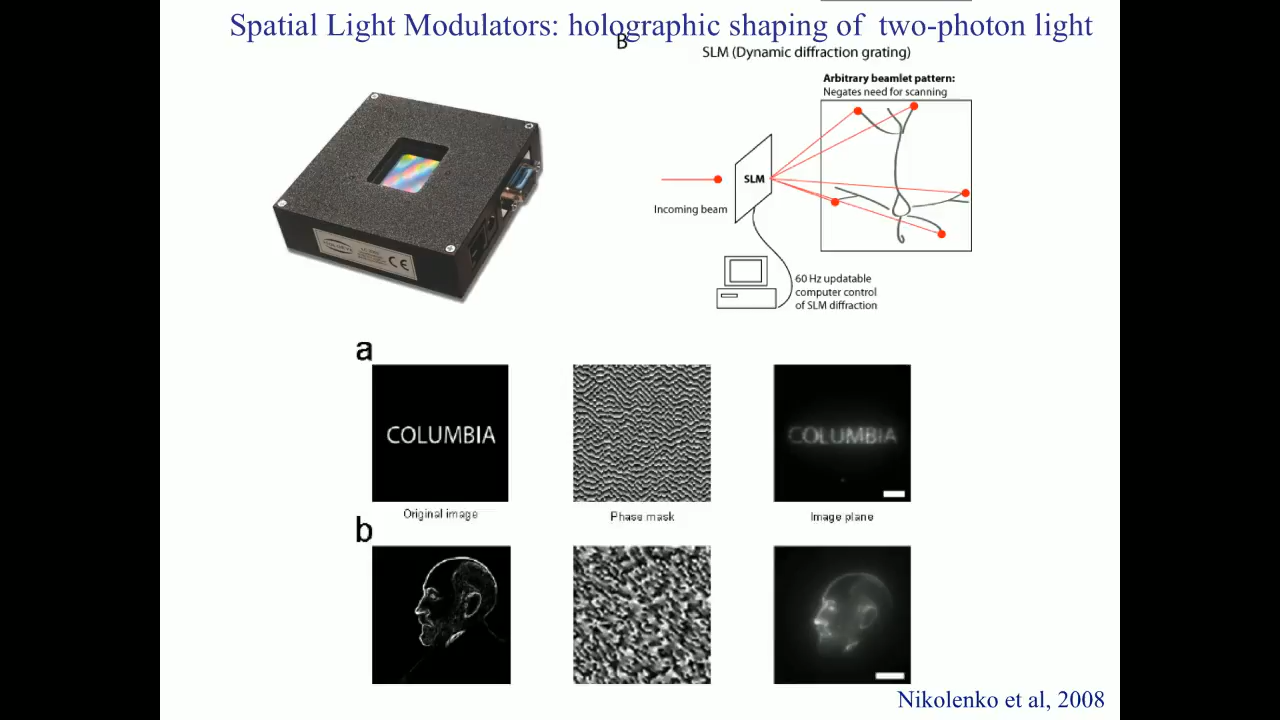 Spatial Light Modulators: holographic shaping of two-photon light
B
SLM (Dynamic diffraction grating)
Arbitrary beamlet pattern:
Negates need for scanning
SLM
Incoming beam
60 Hz updatable
computer control
of SLM diffraction
CE
a
COLUMBIA
COLUMBIA
Original image
Phase mask
Image plane
b
Nikolenko et al, 2008